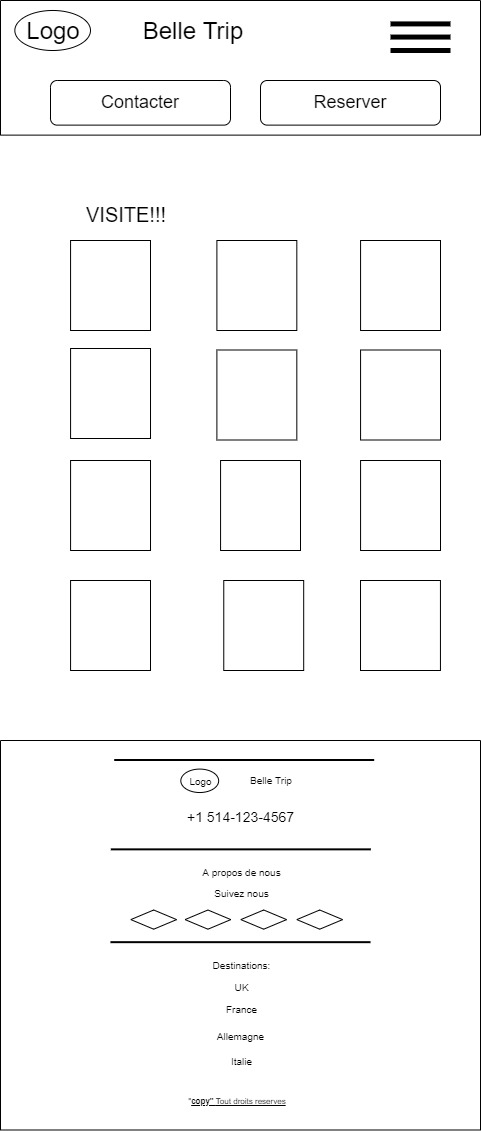 Logo
Belle Trip
Contacter
Reserver
VISITE!!!
Logo
Belle Trip
+1 514-123-4567
A propos de nous
Suivez nous
Destinations:
UK
France
Allemagne
Italie
"copy" Tout droits reserves